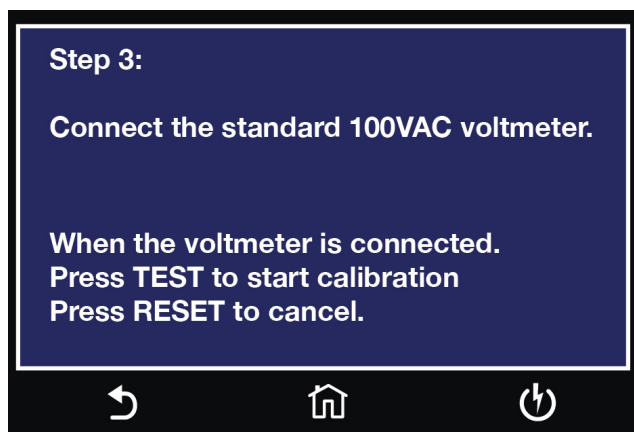 Step 3:
Connect the standard 100VAC voltmeter.
When the voltmeter is connected.
Press TEST to start calibration
Press RESET to cancel.